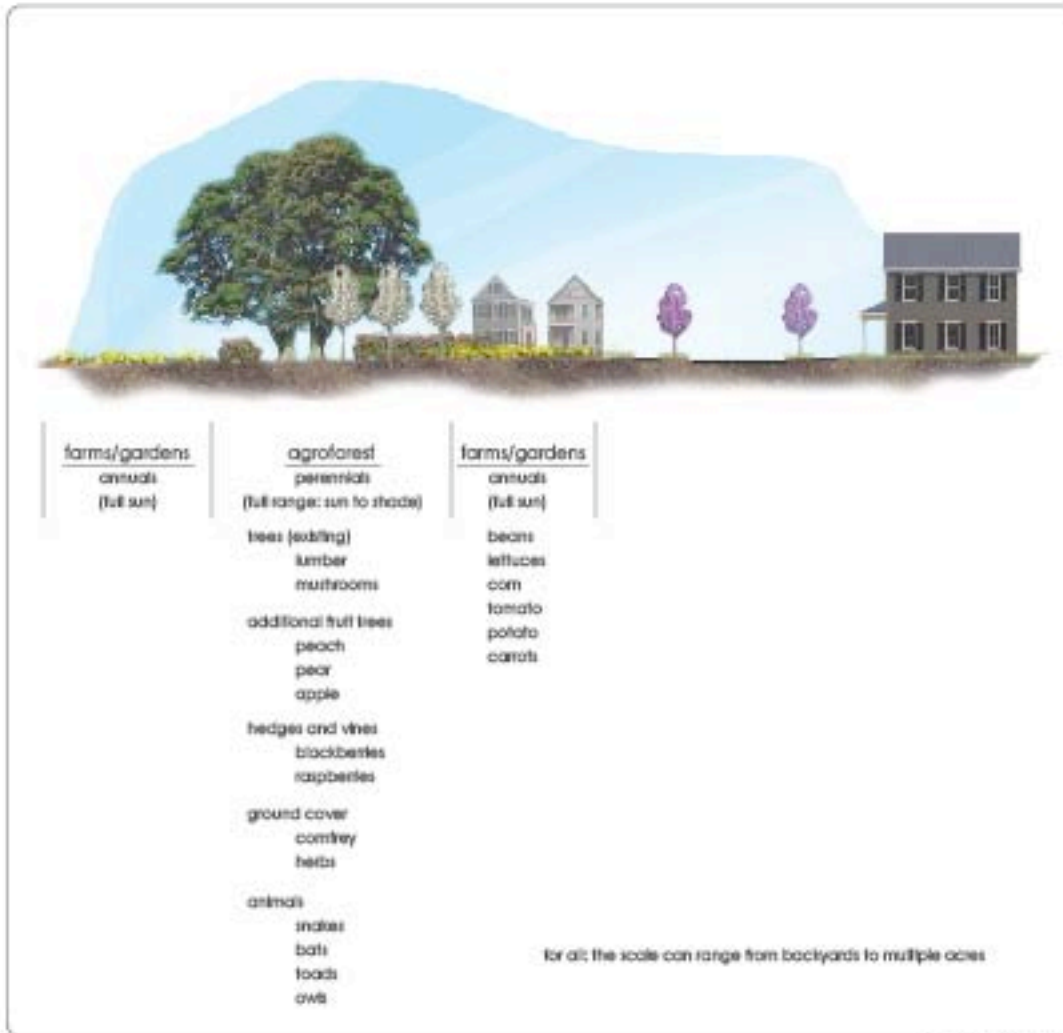 farms/gardens
annuals
(full sun)
agroforest
perennials
(full range: sun to shade)
trees (existing)
lumber
mushrooms
additional fruit trees
peach
pear
apple
hedges and vines
blackberries
raspberries
ground cover
comfrey
herbs
animals
snakes
bats
toads
owls
farms/gardens
annuals
(full sun)
beans
lettuces
corn
tomato
potato
carrots
for all: the scale can range from backyards to multiple acres